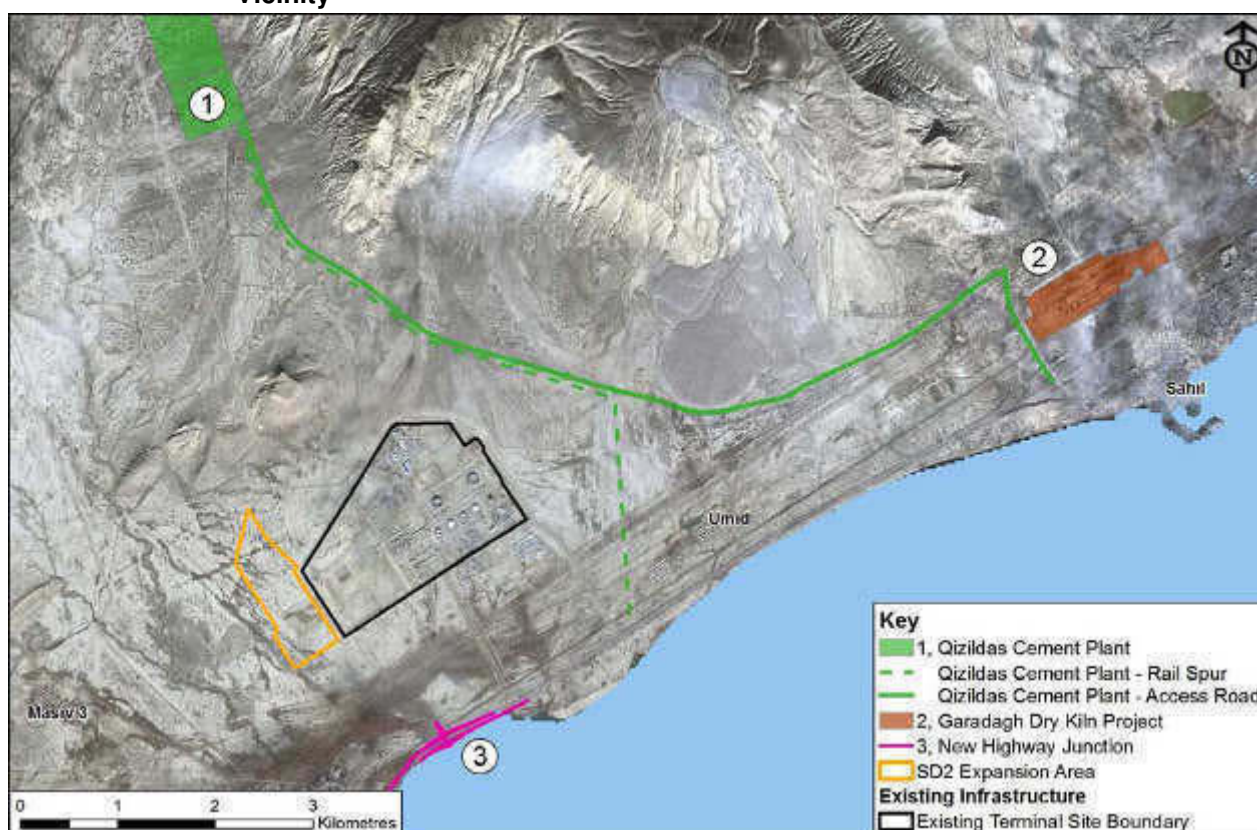 Vicinity
N
1
2
Sahil
Umid
Masiv 3
3
Key
1, Qizildas Cement Plant
Qizildas Cement Plant - Rail Spur
Qizildas Cement Plant - Access Road
2, Garadagh Dry Kiln Project
3, New Highway Junction
SD2 Expansion Area
Existing Infrastructure
Existing Terminal Site Boundary
0 1 2 3
Kilometres